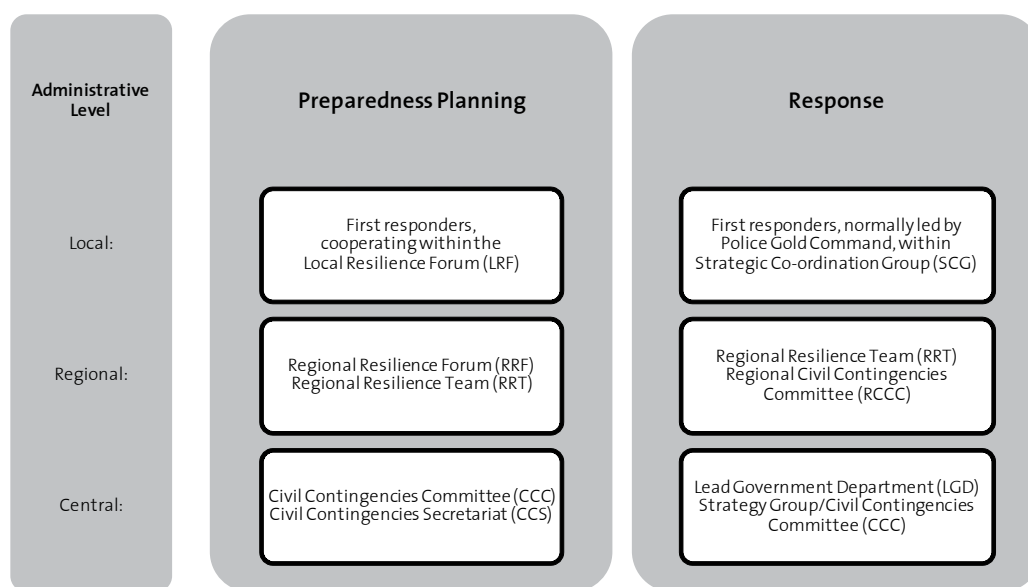 Administrative
Level
Preparedness Planning
Response
Local:
First responders,
cooperating within the
Local Resilience Forum (LRF)
First responders, normally led by
Police Gold Command, within
Strategic Co-ordination Group (SCG)
Regional:
Regional Resilience Forum (RRF)
Regional Resilience Team (RRT)
Regional Resilience Team (RRT)
Regional Civil Contingencies
Committee (RCCC)
Central:
Civil Contingencies Committee (CCC)
Civil Contingencies Secretariat (CCS)
Lead Government Department (LGD)
Strategy Group/Civil Contingencies
Committee (CCC)